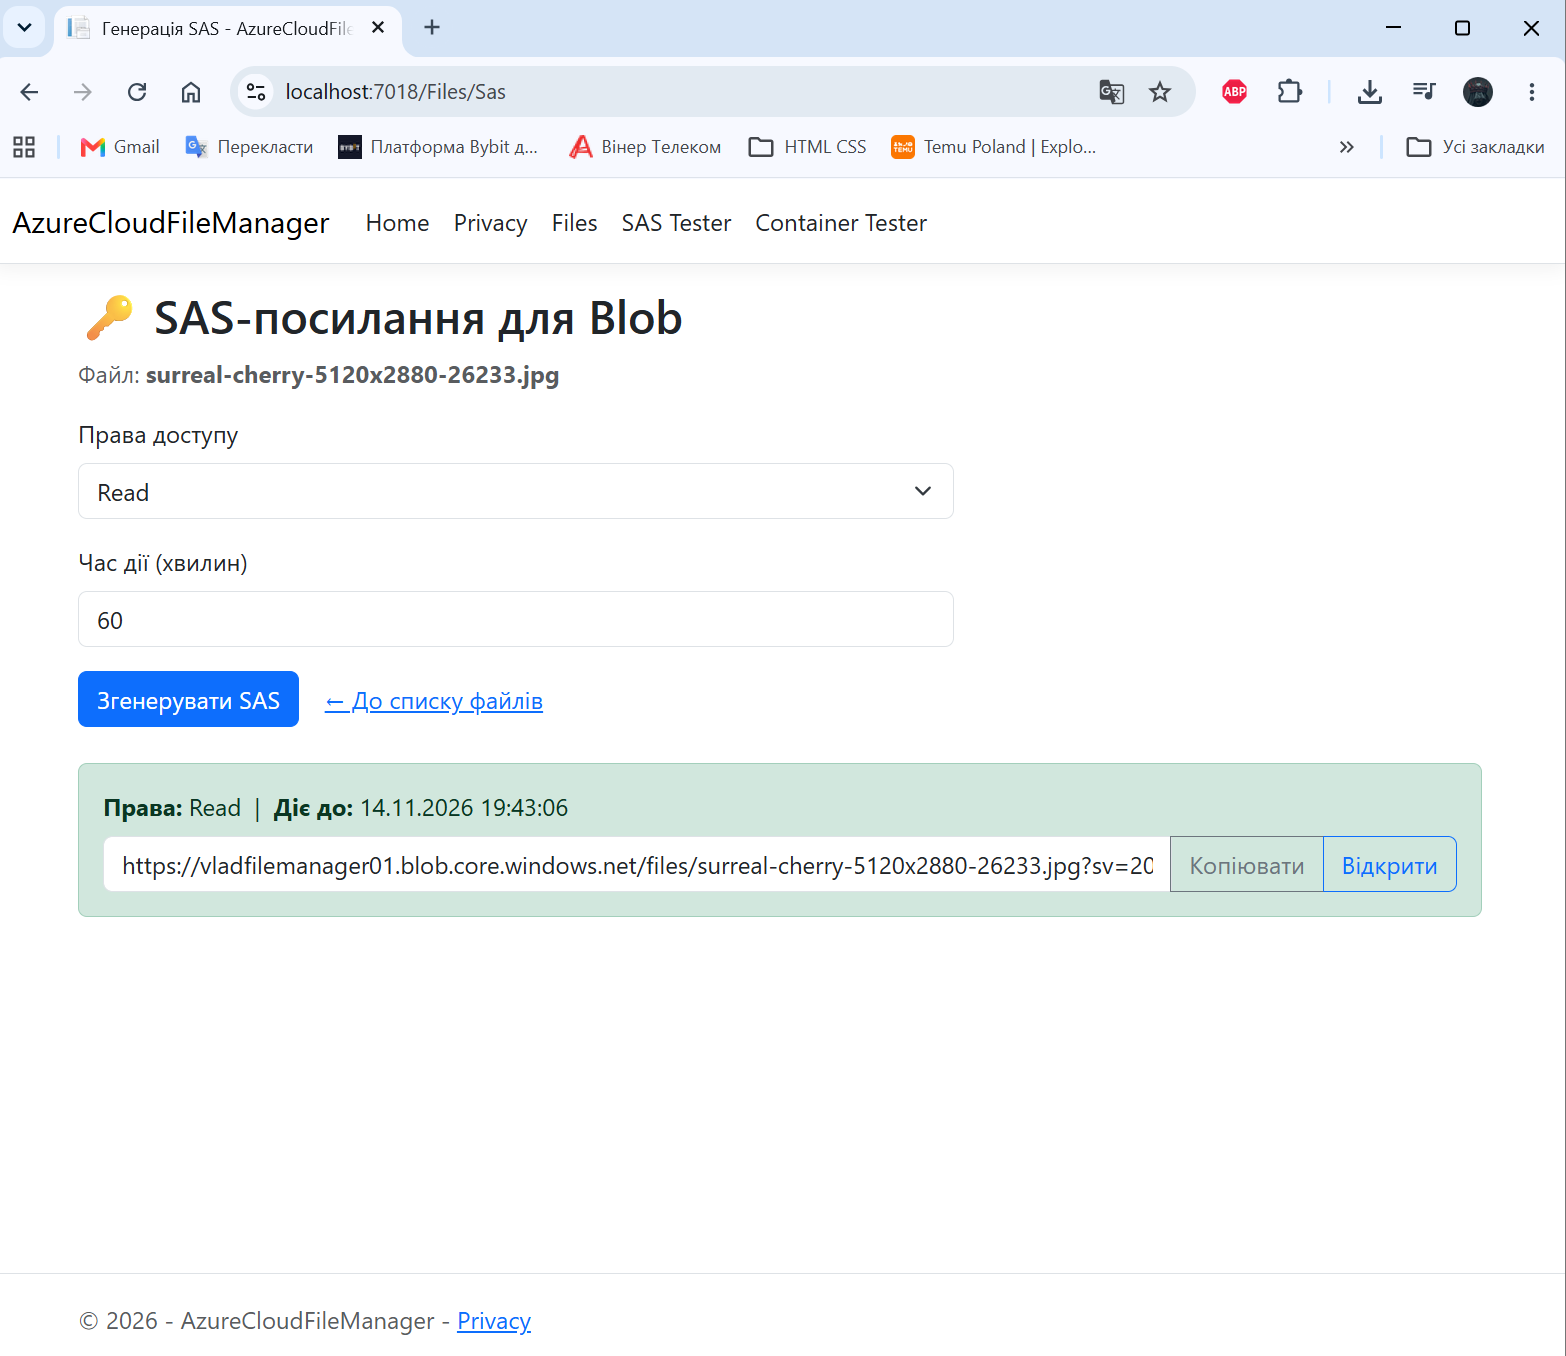 Генерація SAS - AzureCloudFile
localhost:7018/Files/Sas
ABP
Gmail
Перекласти
Платформа Bybit д...
Вінер Телеком
HTML CSS
Temu Poland | Explo...
Усі закладки
AzureCloudFileManager
Home
Privacy
Files
SAS Tester
Container Tester
🔑 SAS-посилання для Blob
Файл: surreal-cherry-5120x2880-26233.jpg
Права доступу
Read
Час дії (хвилин)
60
Згенерувати SAS
← До списку файлів
Права: Read | Діє до: 14.11.2026 19:43:06
https://vladfilemanager01.blob.core.windows.net/files/surreal-cherry-5120x2880-26233.jpg?sv=20
Копіювати
Відкрити
© 2026 - AzureCloudFileManager - Privacy